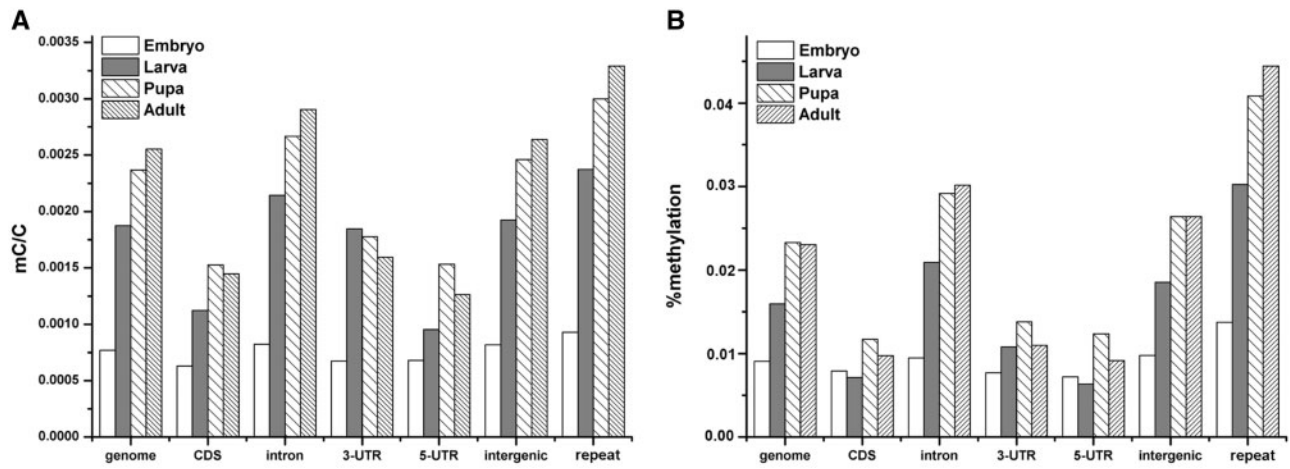 A
mC/C
0.0035
0.0030
0.0025
0.0020
0.0015
0.0010
0.0005
0.0000
Embryo
Larva
Pupa
Adult
genome CDS intron 3-UTR 5-UTR intergenic repeat
B
%methylation
0.04
0.03
0.02
0.01
0.00
Embryo
Larva
Pupa
Adult
genome CDS intron 3-UTR 5-UTR intergenic repeat